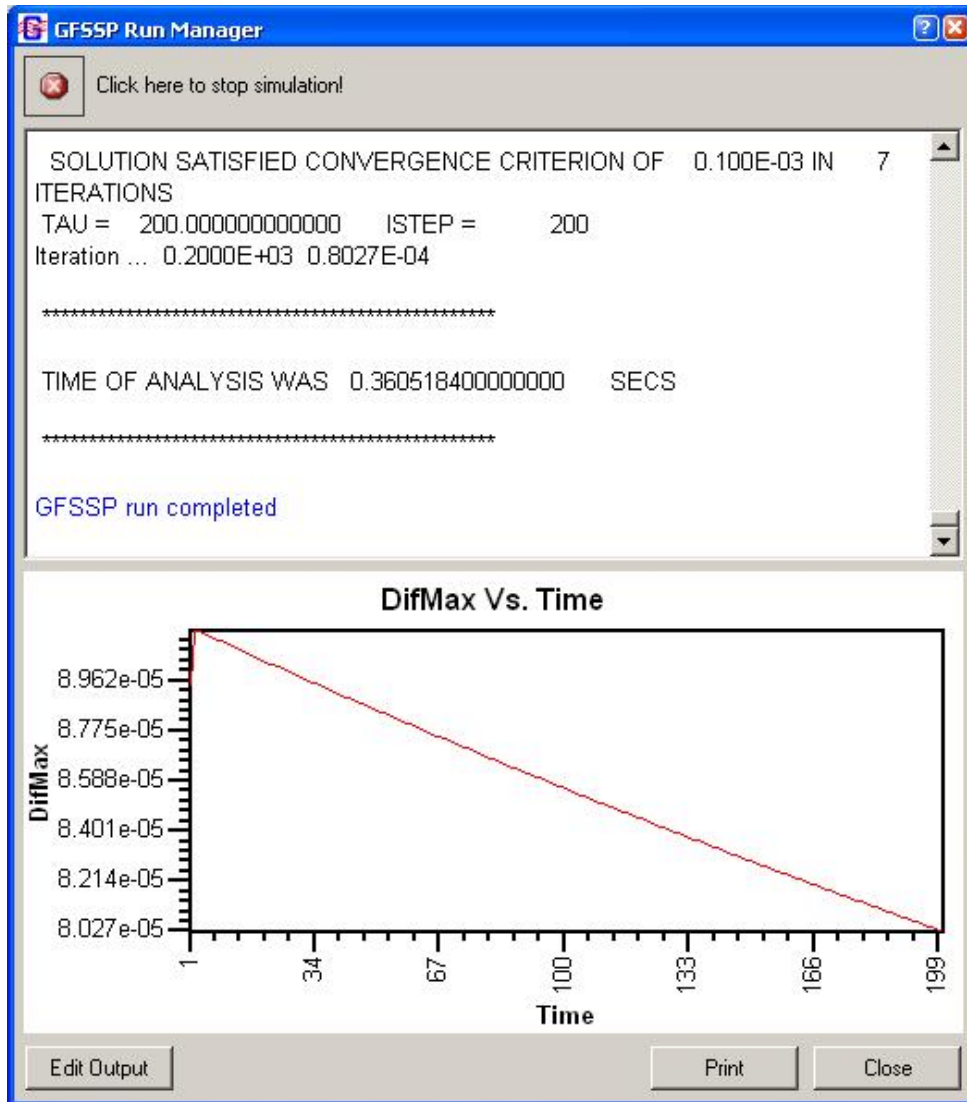 GFSSP Run Manager
Click here to stop simulation!
SOLUTION SATISFIED CONVERGENCE CRITERION OF 0.100E-03 IN 7
ITERATIONS
TAU = 200.000000000000 ISTEP = 200
Iteration ... 0.2000E+03 0.8027E-04
************************************************
TIME OF ANALYSIS WAS 0.360518400000000 SECS
************************************************
GFSSP run completed
DifMax Vs. Time
8.962e-05
8.775e-05
8.588e-05
8.401e-05
8.214e-05
8.027e-05
DifMax
1
34
67
100
133
166
199
Time
Edit Output
Print
Close